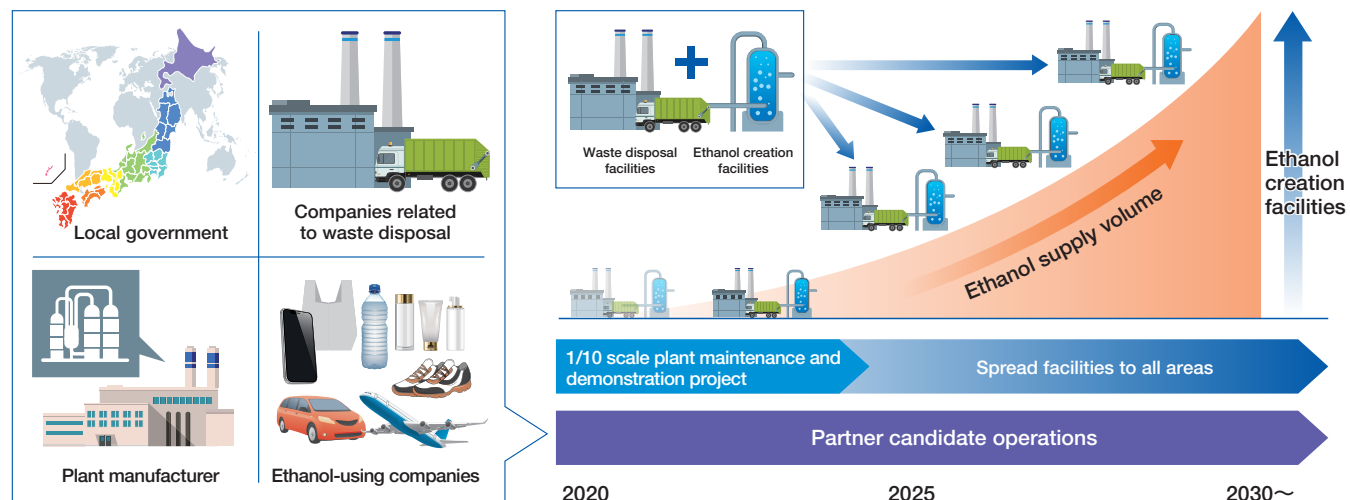 Local government
Companies related
to waste disposal
Plant manufacturer
Ethanol-using companies
Waste disposal
facilities
Ethanol creation
facilities
Ethanol supply volume
Ethanol
creation
facilities
1/10 scale plant maintenance and
demonstration project
Spread facilities to all areas
Partner candidate operations
2020
2025
2030～